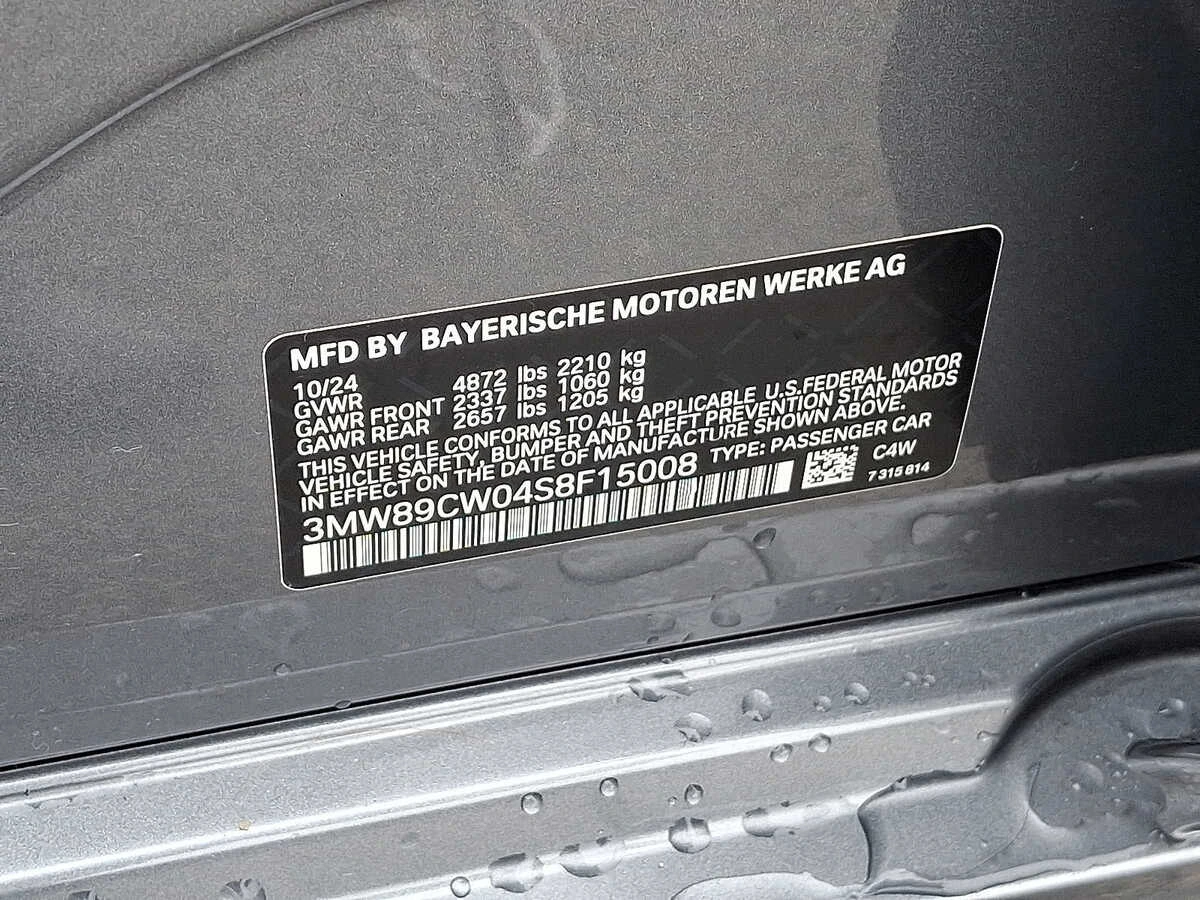 MFD BY BAYERISCHE MOTOREN WERKE AG
10/24
GVWR 4872 lbs 2210 kg
GAWR FRONT 2337 lbs 1060 kg
GAWR REAR 2657 lbs 1205 kg
THIS VEHICLE CONFORMS TO ALL APPLICABLE U.S.FEDERAL MOTOR
VEHICLE SAFETY, BUMPER AND THEFT PREVENTION STANDARDS
IN EFFECT ON THE DATE OF MANUFACTURE SHOWN ABOVE.
3MW89CW04S8F15008 TYPE: PASSENGER CAR
C4W
7 315 814